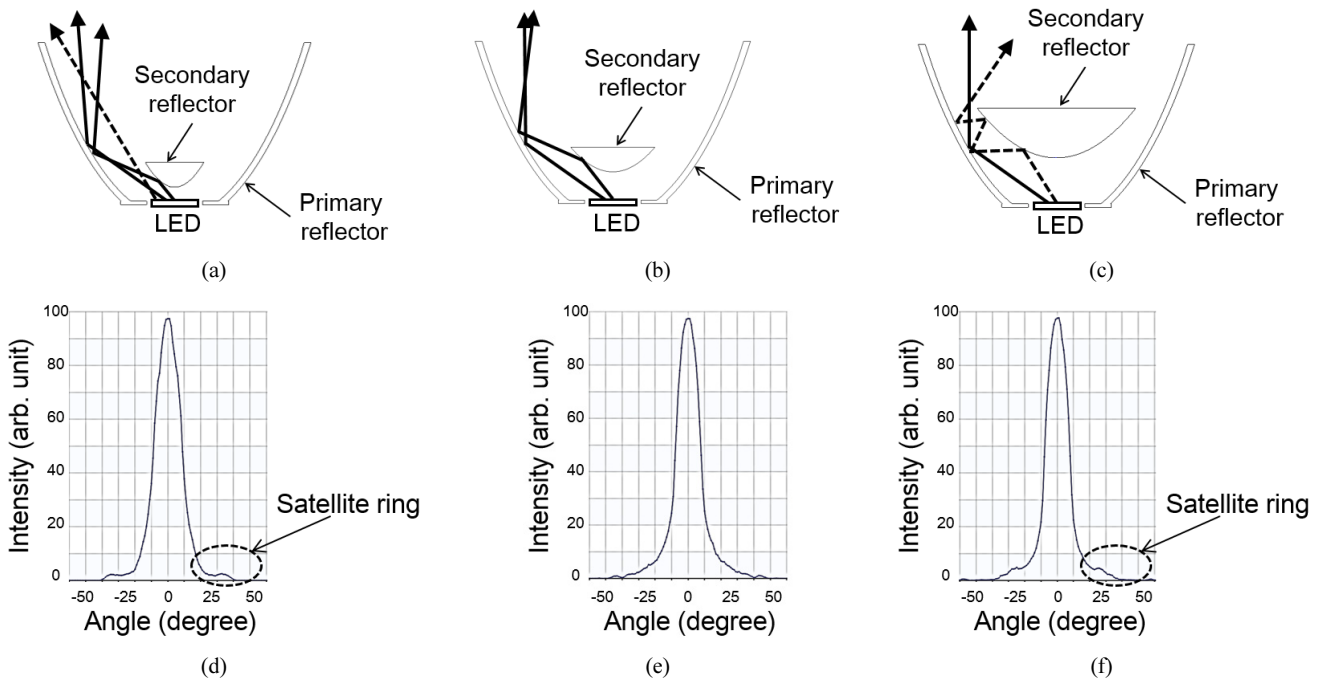 Secondary
reflector
Primary
reflector
LED
(a)
Secondary
reflector
Primary
reflector
LED
(b)
Secondary
reflector
Primary
reflector
LED
(c)
Intensity (arb. unit)
100
80
60
40
20
0
-50 -25 0 25 50
Angle (degree)
Satellite ring
(d)
Intensity (arb. unit)
100
80
60
40
20
0
-50 -25 0 25 50
Angle (degree)
(e)
Intensity (arb. unit)
100
80
60
40
20
0
-50 -25 0 25 50
Angle (degree)
Satellite ring
(f)